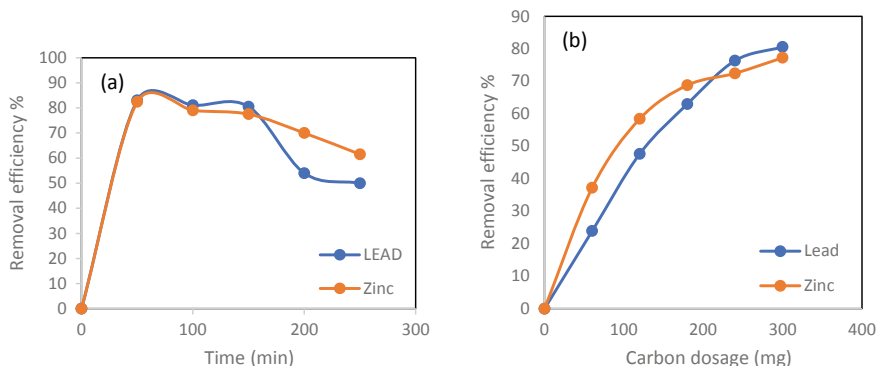 (a)
Removal efficiency %
100
90
80
70
60
50
40
30
20
10
0
LEAD
Zinc
0 100 200 300
Time (min)
(b)
Removal efficiency %
90
80
70
60
50
40
30
20
10
0
Lead
Zinc
0 100 200 300 400
Carbon dosage (mg)